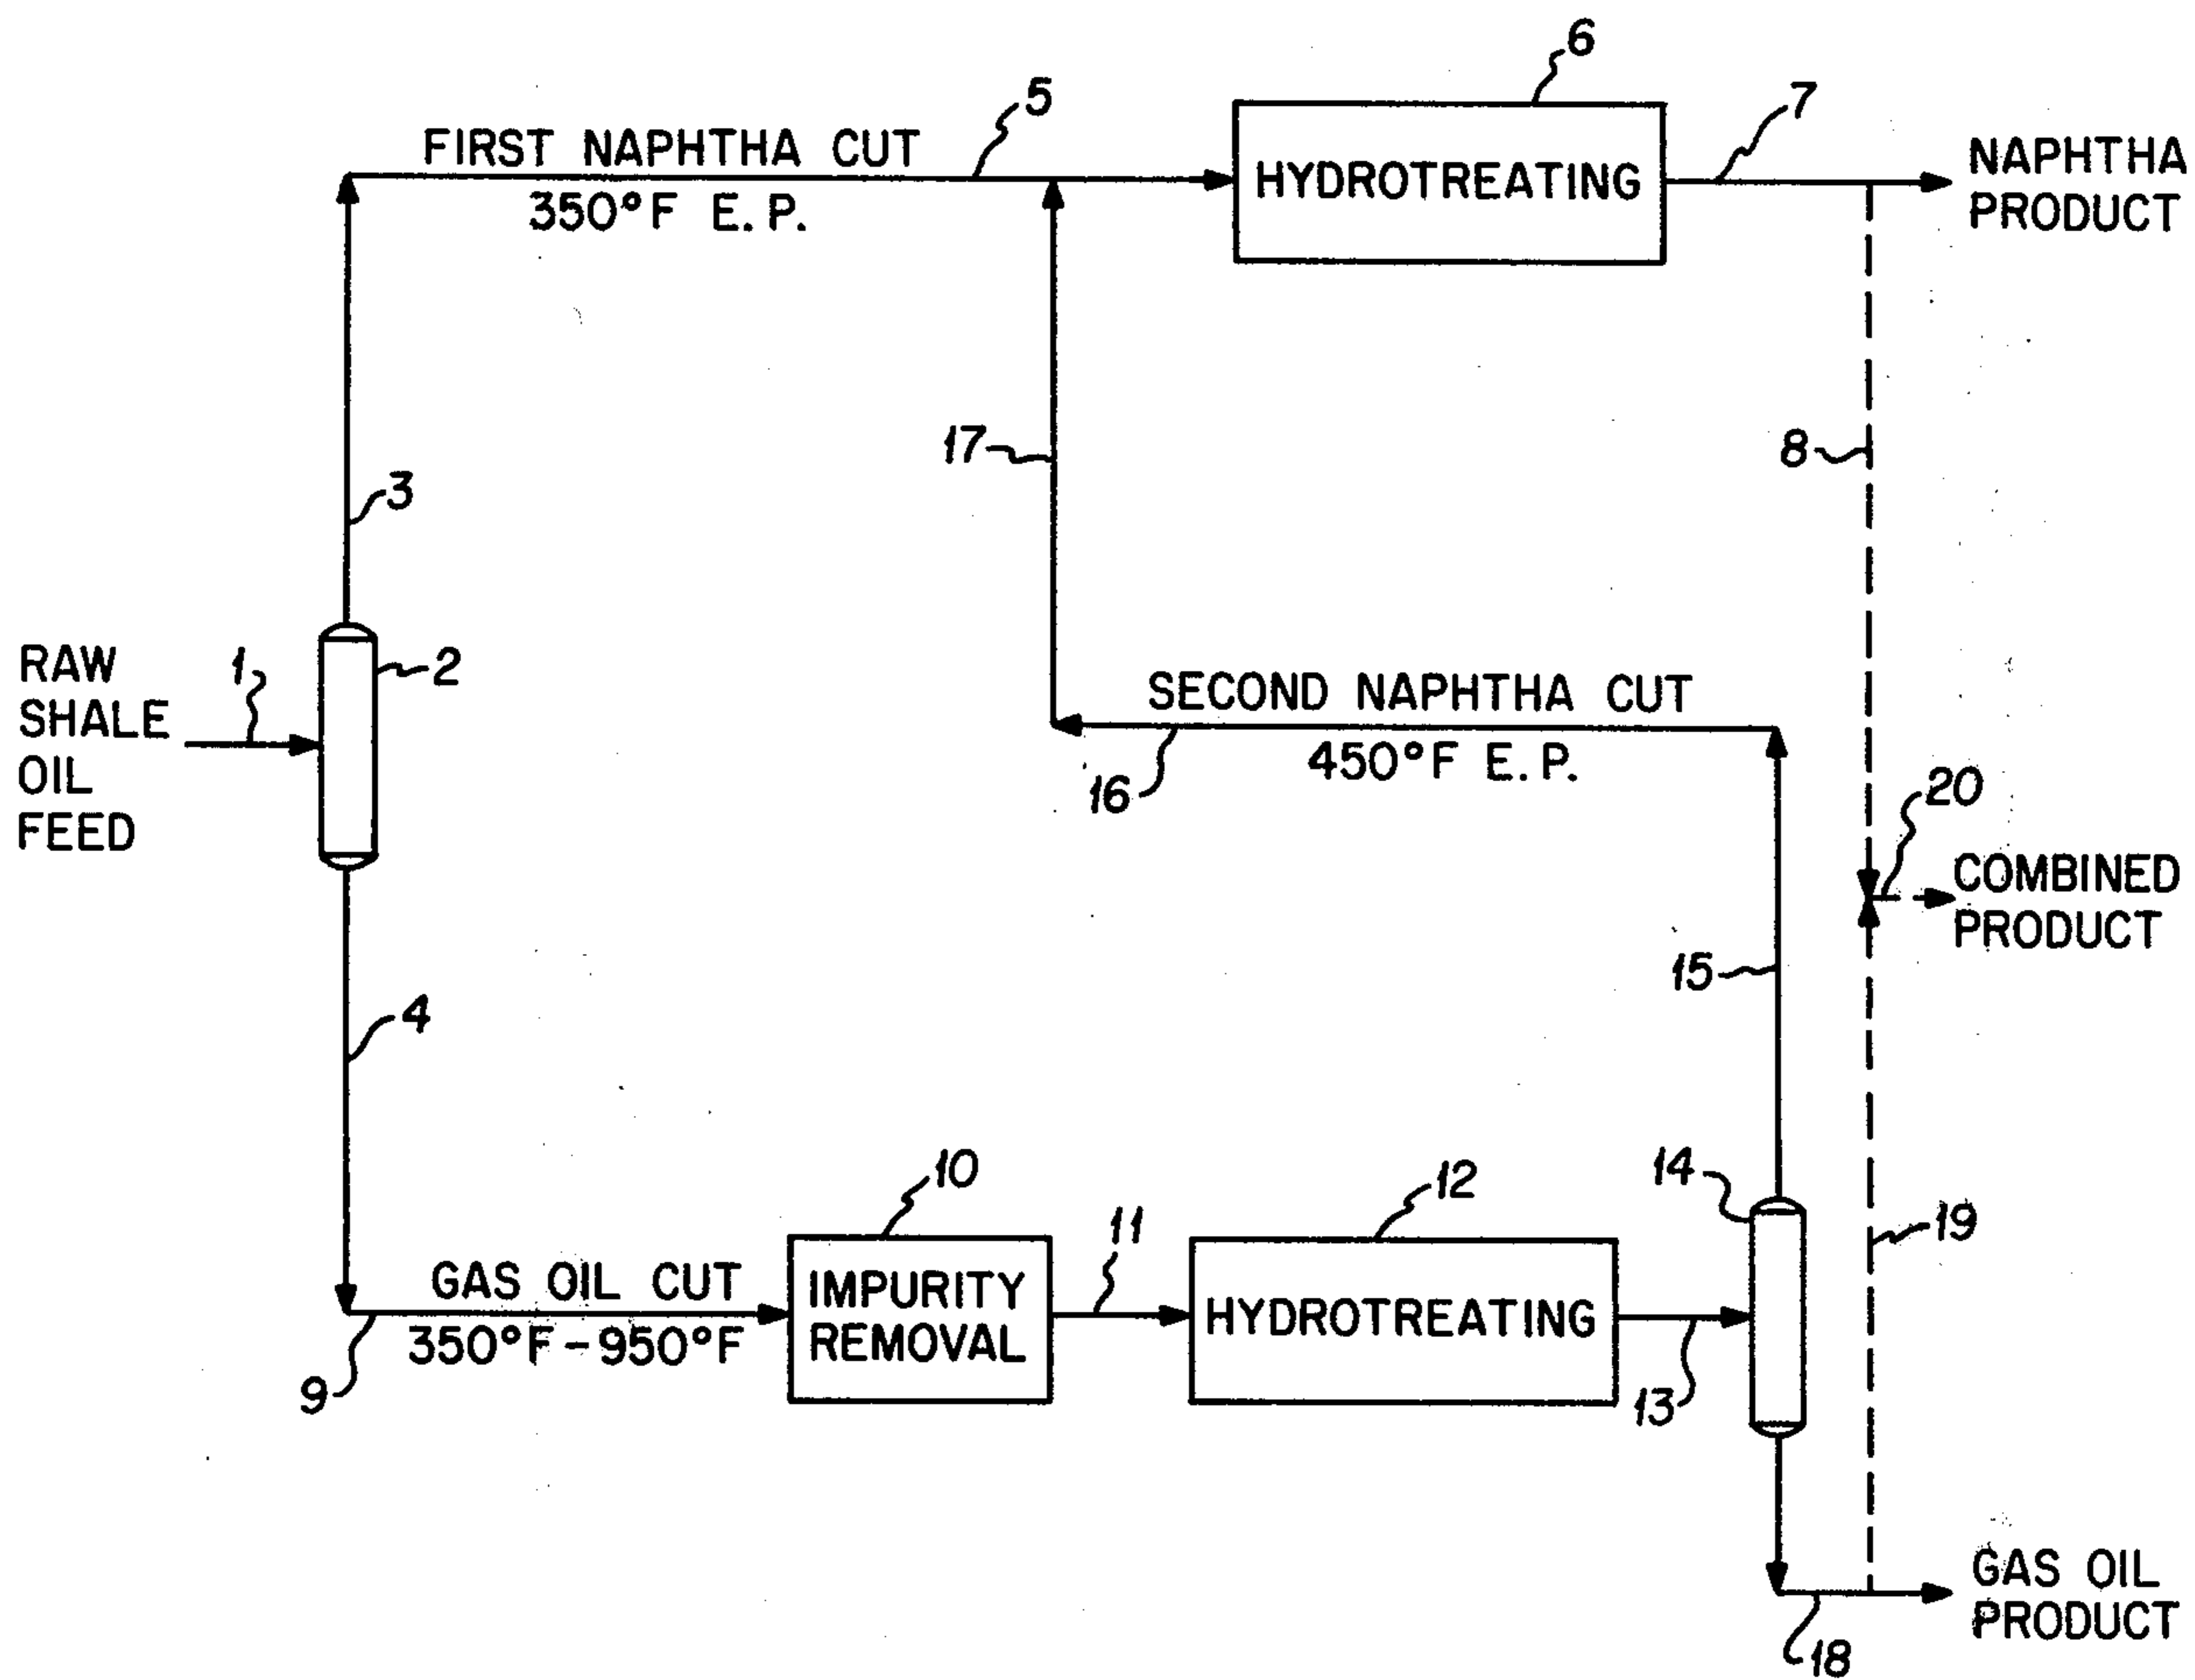 6
5
7
FIRST NAPHTHA CUT
350°F E.P.
HYDROTREATING
NAPHTHA
PRODUCT
17
8
3
RAW
SHALE
OIL
FEED
1
2
SECOND NAPHTHA CUT
450°F E.P.
16
20
COMBINED
PRODUCT
15
4
10
12
14
11
19
GAS OIL CUT
350°F-950°F
IMPURITY
REMOVAL
HYDROTREATING
9
13
GAS OIL
PRODUCT
18